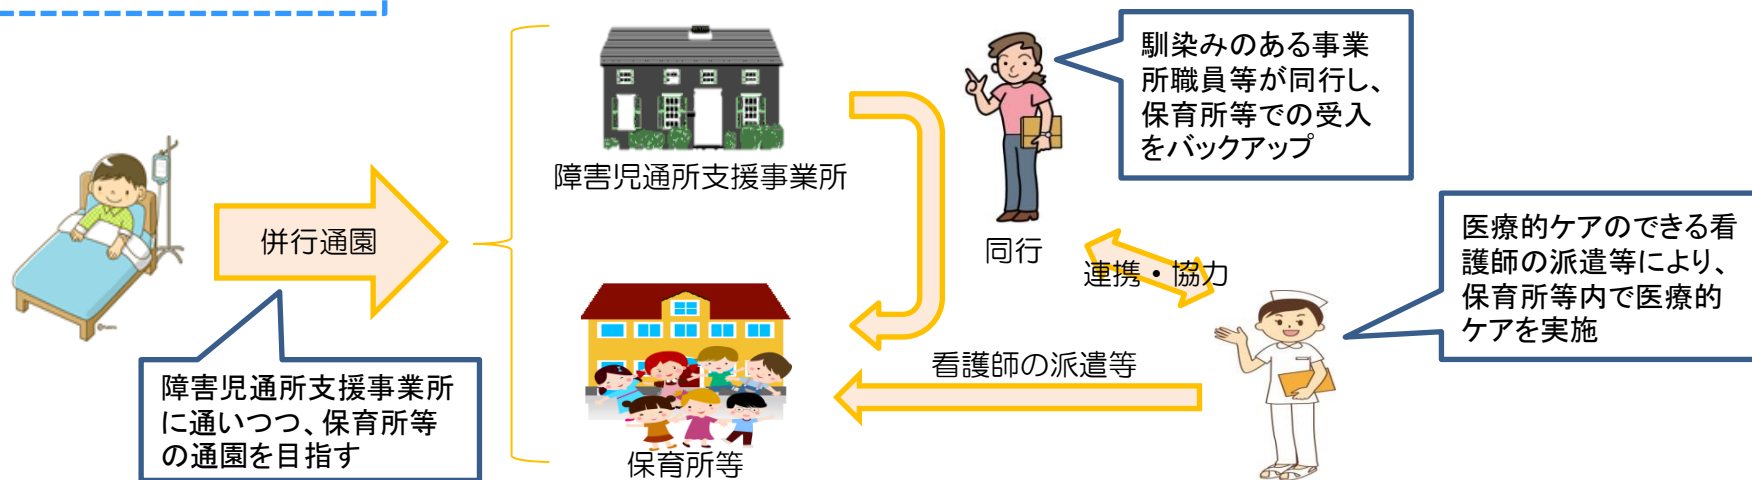 馴染みのある事業
所職員等が同行し、
保育所等での受入
をバックアップ
障害児通所支援事業所
併行通園
同行
連携・協力
医療的ケアのできる看
護師の派遣等により、
保育所等内で医療的
ケアを実施
看護師の派遣等
障害児通所支援事業所
に通いつつ、保育所等
の通園を目指す
保育所等